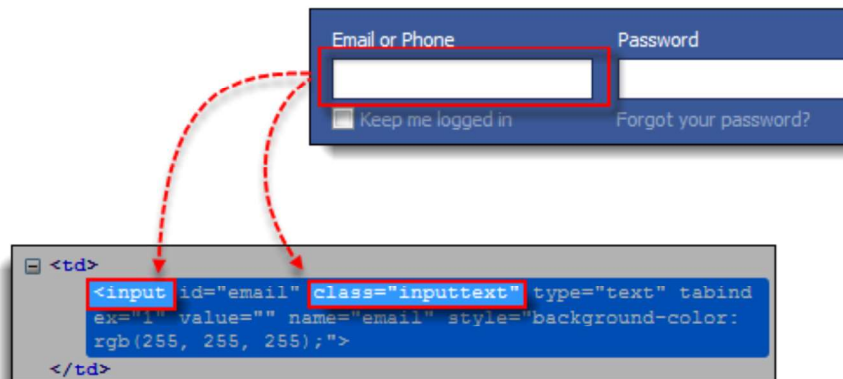 Email or Phone Password
Keep me logged in Forgot your password?
<td>
<input id="email" class="inputtext" type="text" tabind
ex="1" value="" name="email" style="background-color:
rgb(255, 255, 255);">
</td>